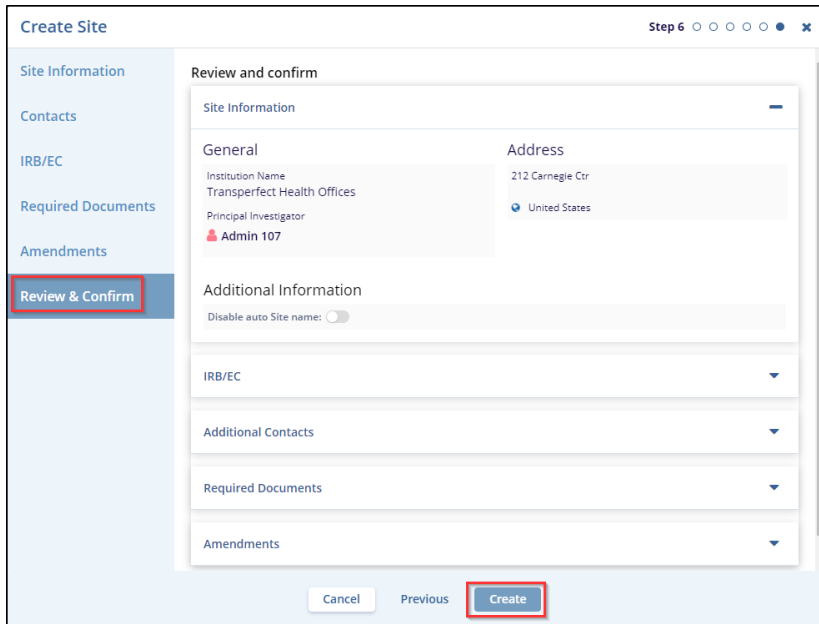 Create Site
Step 6
Site Information
Contacts
IRB/EC
Required Documents
Amendments
Review & Confirm
Review and confirm
Site Information
General
Institution Name
Transperfect Health Offices
Principal Investigator
Admin 107
Address
212 Carnegie Ctr
United States
Additional Information
Disable auto Site name:
IRB/EC
Additional Contacts
Required Documents
Amendments
Cancel Previous Create